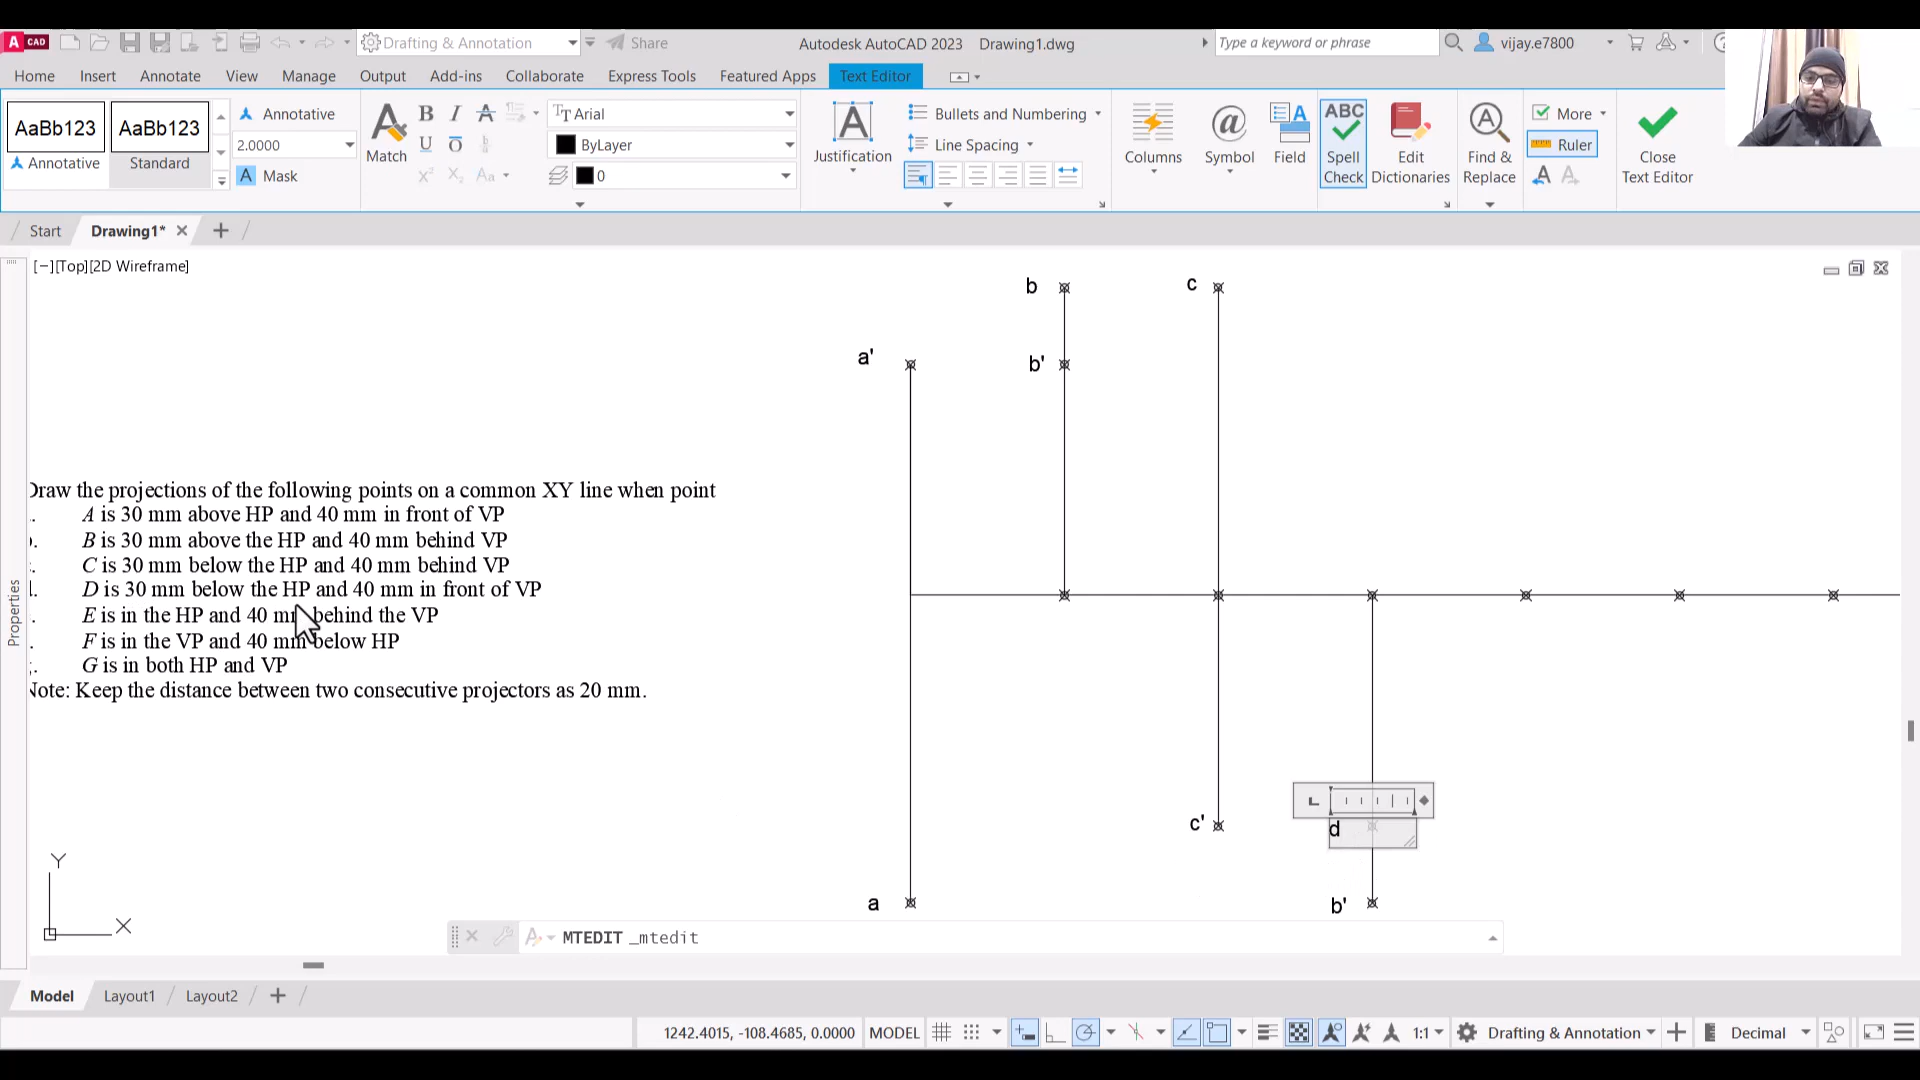 A CAD
Drafting & Annotation
Share
Autodesk AutoCAD 2023 Drawing1.dwg
Type a keyword or phrase
vijay.e7800
Home Insert Annotate View Manage Output Add-ins Collaborate Express Tools Featured Apps Text Editor
AaBb123
AaBb123
Annotative
Standard
Annotative
2.0000
Mask
Match
B I A
U O
Arial
ByLayer
0
Justification
Bullets and Numbering
Line Spacing
Columns
Symbol
Field
ABC
Spell
Check
Edit
Dictionaries
Find &
Replace
More
Ruler
Close
Text Editor
Start
Drawing1*
[−][Top][2D Wireframe]
Properties
b
c
a'
b'
Draw the projections of the following points on a common XY line when point
A is 30 mm above HP and 40 mm in front of VP
B is 30 mm above the HP and 40 mm behind VP
C is 30 mm below the HP and 40 mm behind VP
D is 30 mm below the HP and 40 mm in front of VP
E is in the HP and 40 mm behind the VP
F is in the VP and 40 mm below HP
G is in both HP and VP
Note: Keep the distance between two consecutive projectors as 20 mm.
c'
d
a
b'
Y
X
MTEDIT _mtedit
Model Layout1 Layout2
1242.4015, -108.4685, 0.0000
MODEL
1:1
Drafting & Annotation
Decimal